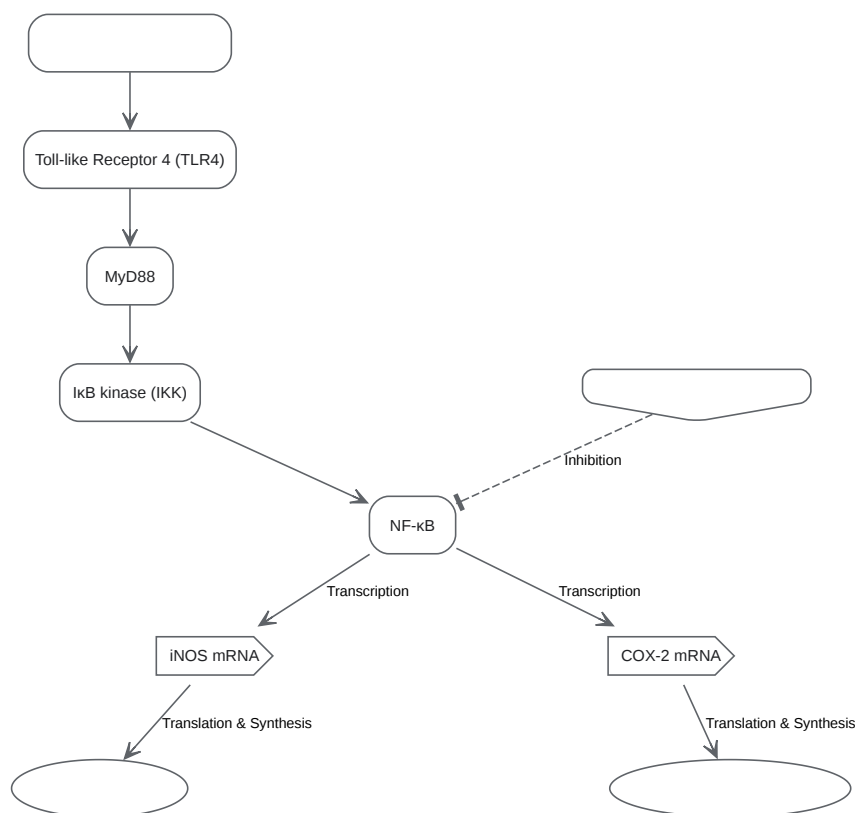 Toll-like Receptor 4 (TLR4)
MyD88
IκB kinase (IKK)
Inhibition
NF-κB
Transcription
Transcription
iNOS mRNA
COX-2 mRNA
Translation & Synthesis
Translation & Synthesis